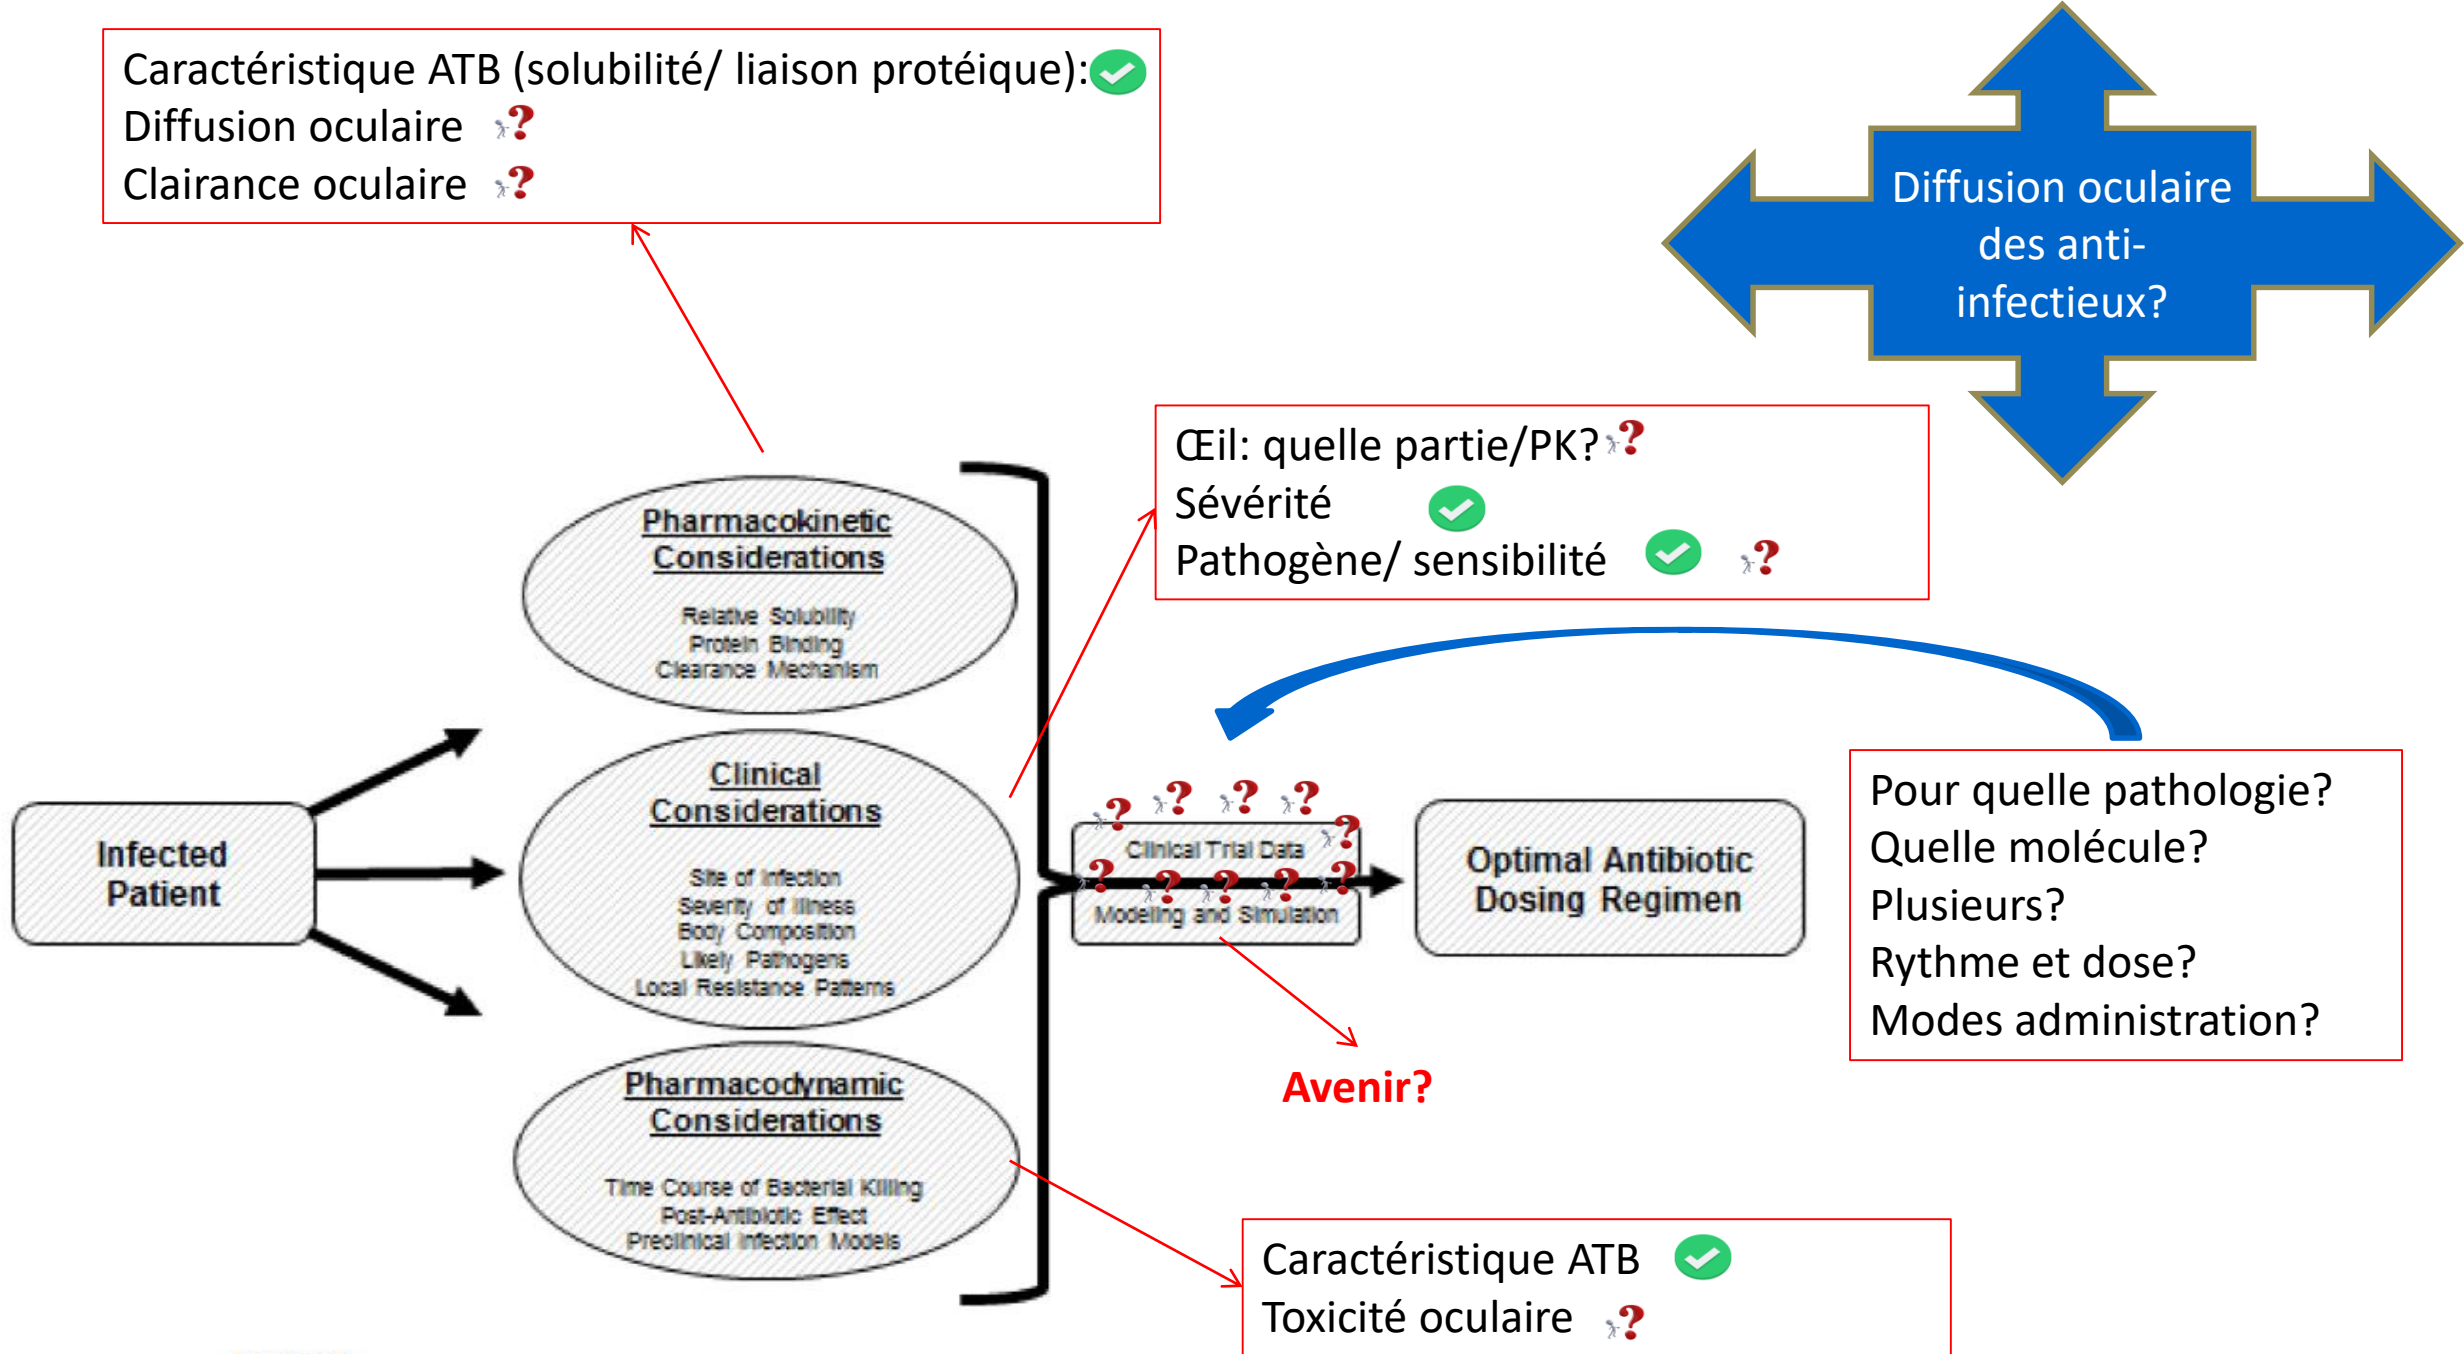 Caractéristique ATB (solubilité/ liaison protéique):
Diffusion oculaire
Clairance oculaire
Diffusion oculaire
des anti-
infectieux?
Œil: quelle partie/PK?
Sévérité
Pathogène/ sensibilité
Pharmacokinetic
Considerations
Relative Solubility
Protein Binding
Clearance Mechanism
Infected
Patient
Clinical
Considerations
Site of Infection
Severity of Illness
Body Composition
Likely Pathogens
Local Resistance Patterns
Clinical Trial Data
Modeling and Simulation
Optimal Antibiotic
Dosing Regimen
Pour quelle pathologie?
Quelle molécule?
Plusieurs?
Rythme et dose?
Modes administration?
Avenir?
Pharmacodynamic
Considerations
Time Course of Bacterial Killing
Post-Antibiotic Effect
Preclinical Infection Models
Caractéristique ATB
Toxicité oculaire